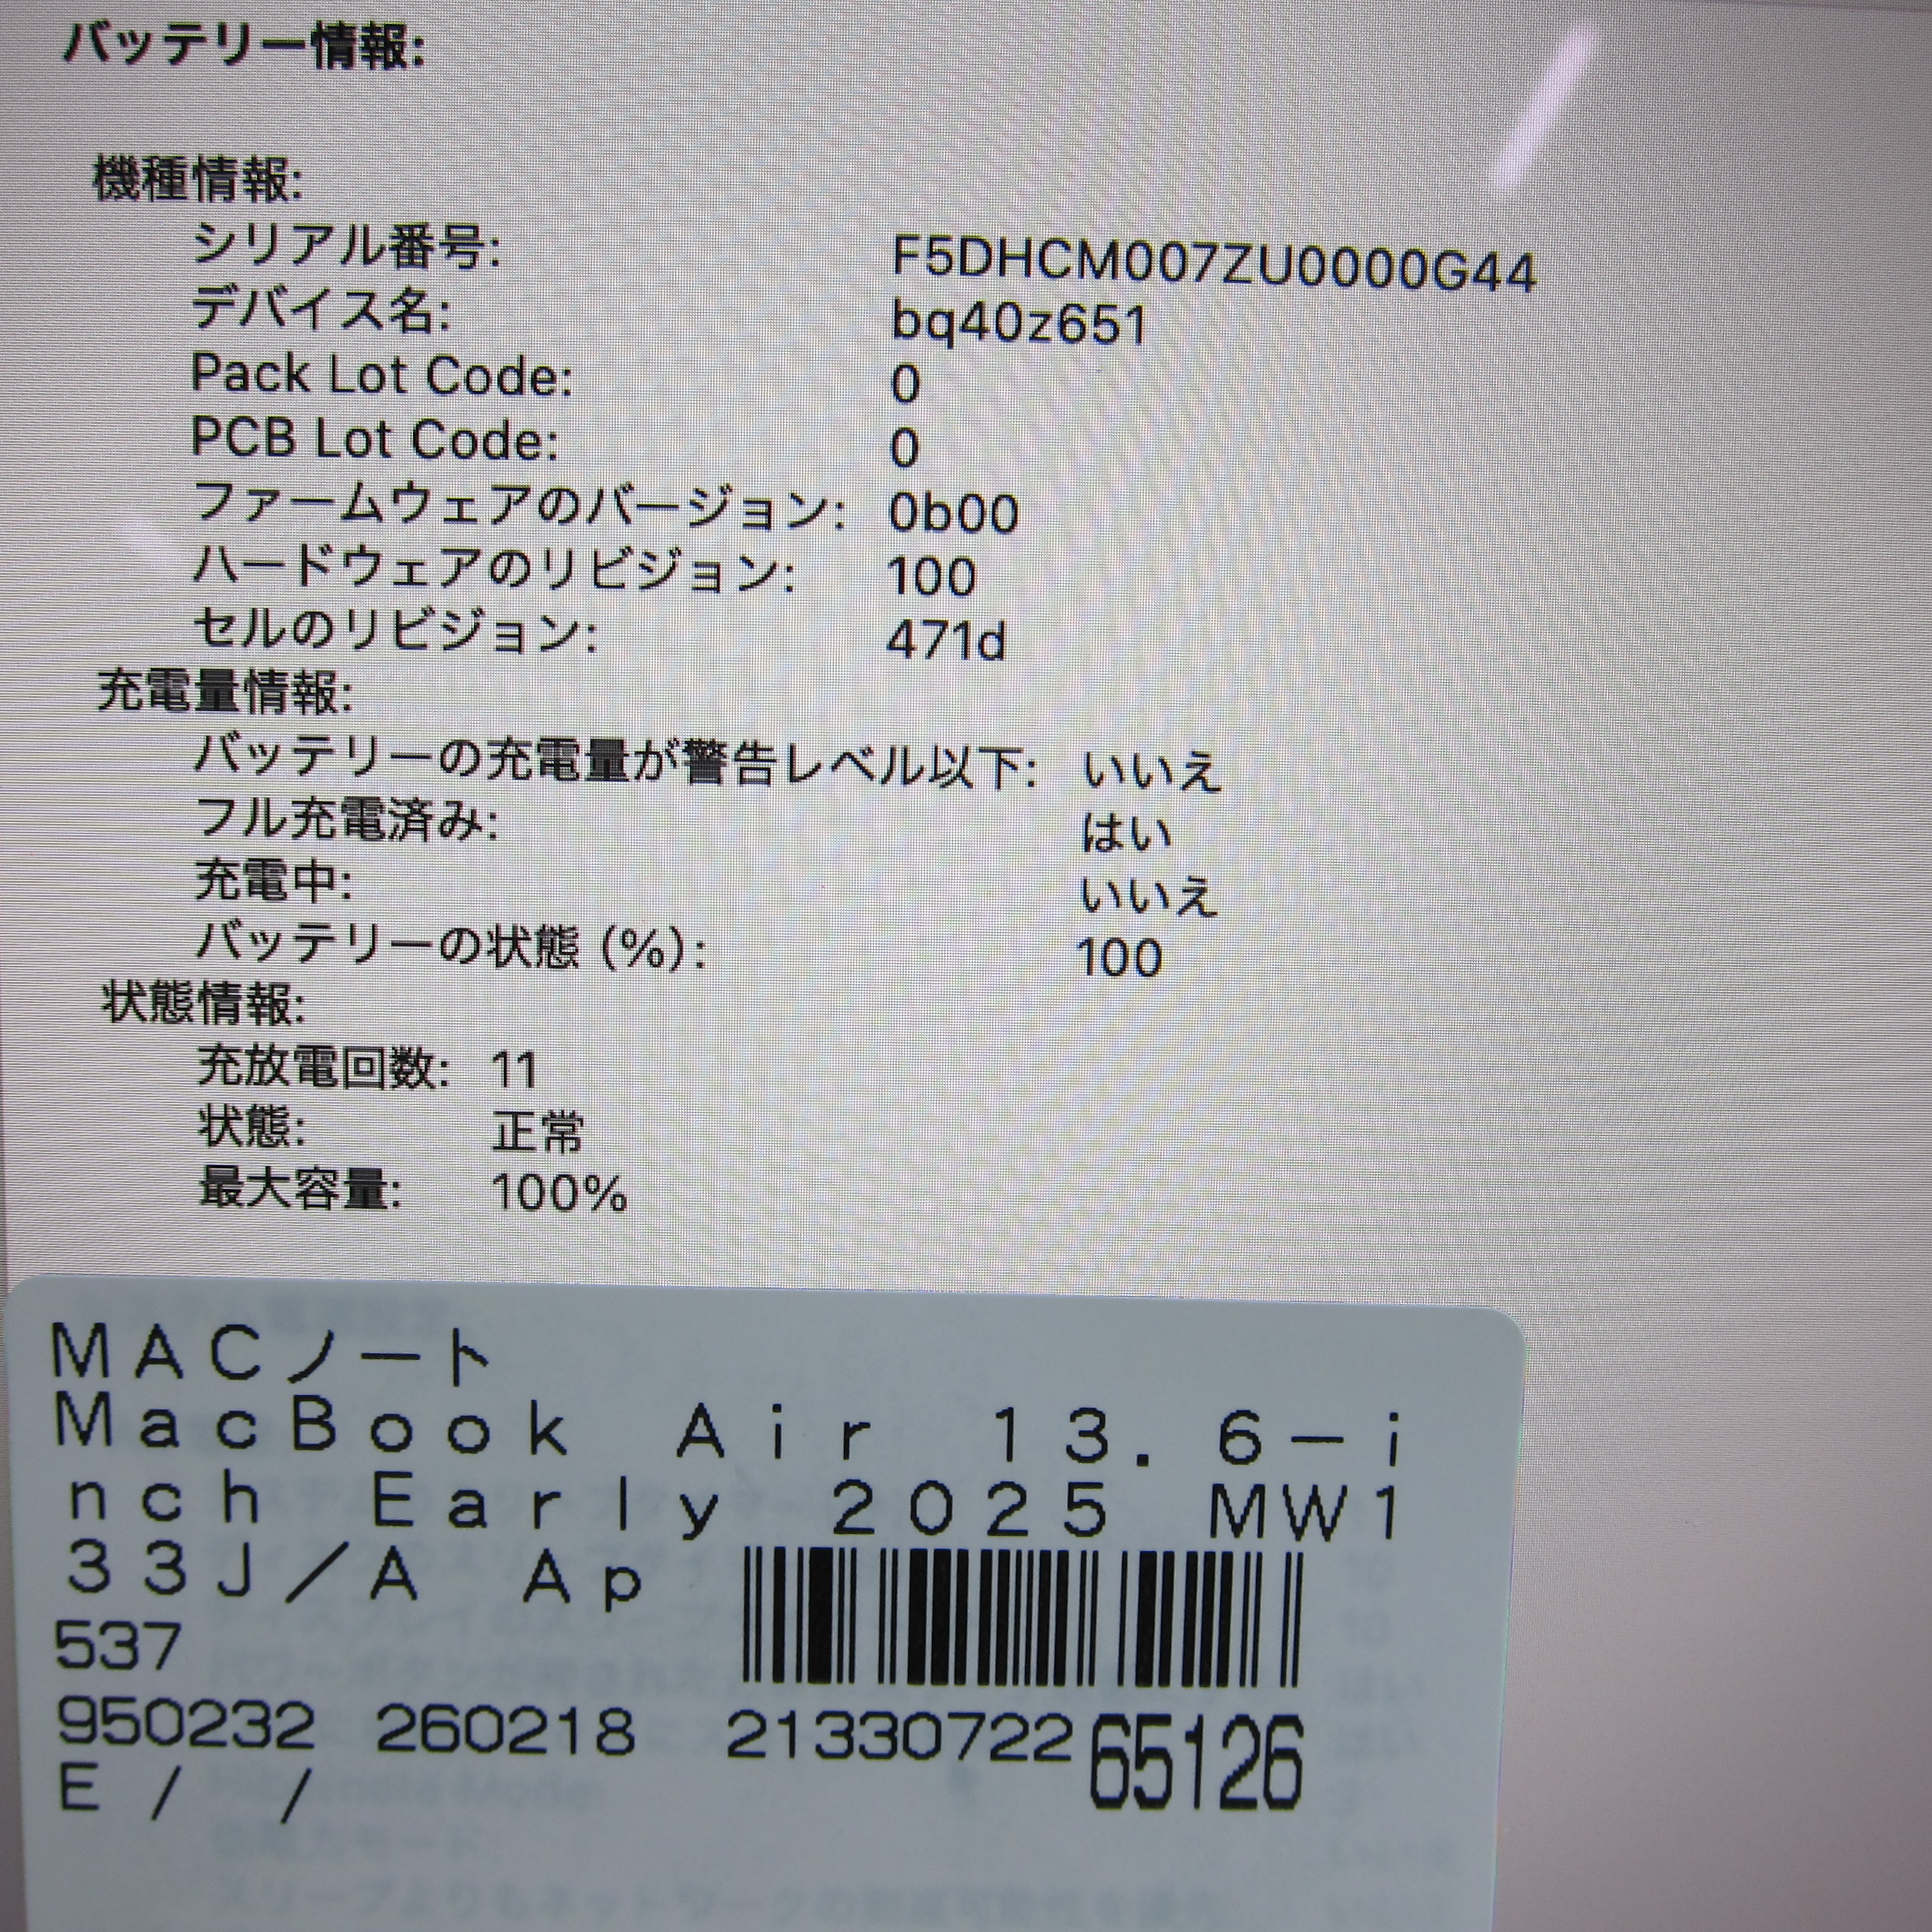 バッテリー情報:
機種情報:
シリアル番号: F5DHCM007ZU0000G44
デバイス名: bq40z651
Pack Lot Code: 0
PCB Lot Code: 0
ファームウェアのバージョン: 0b00
ハードウェアのリビジョン: 100
セルのリビジョン: 471d
充電量情報:
バッテリーの充電量が警告レベル以下: いいえ
フル充電済み: はい
充電中: いいえ
バッテリーの状態 (%): 100
状態情報:
充放電回数: 11
状態: 正常
最大容量: 100%
MACノート
MacBook Air 13.6-i
nch Early 2025 MW1
33J/A Ap
537
950232 260218 21330722 65126
E / /